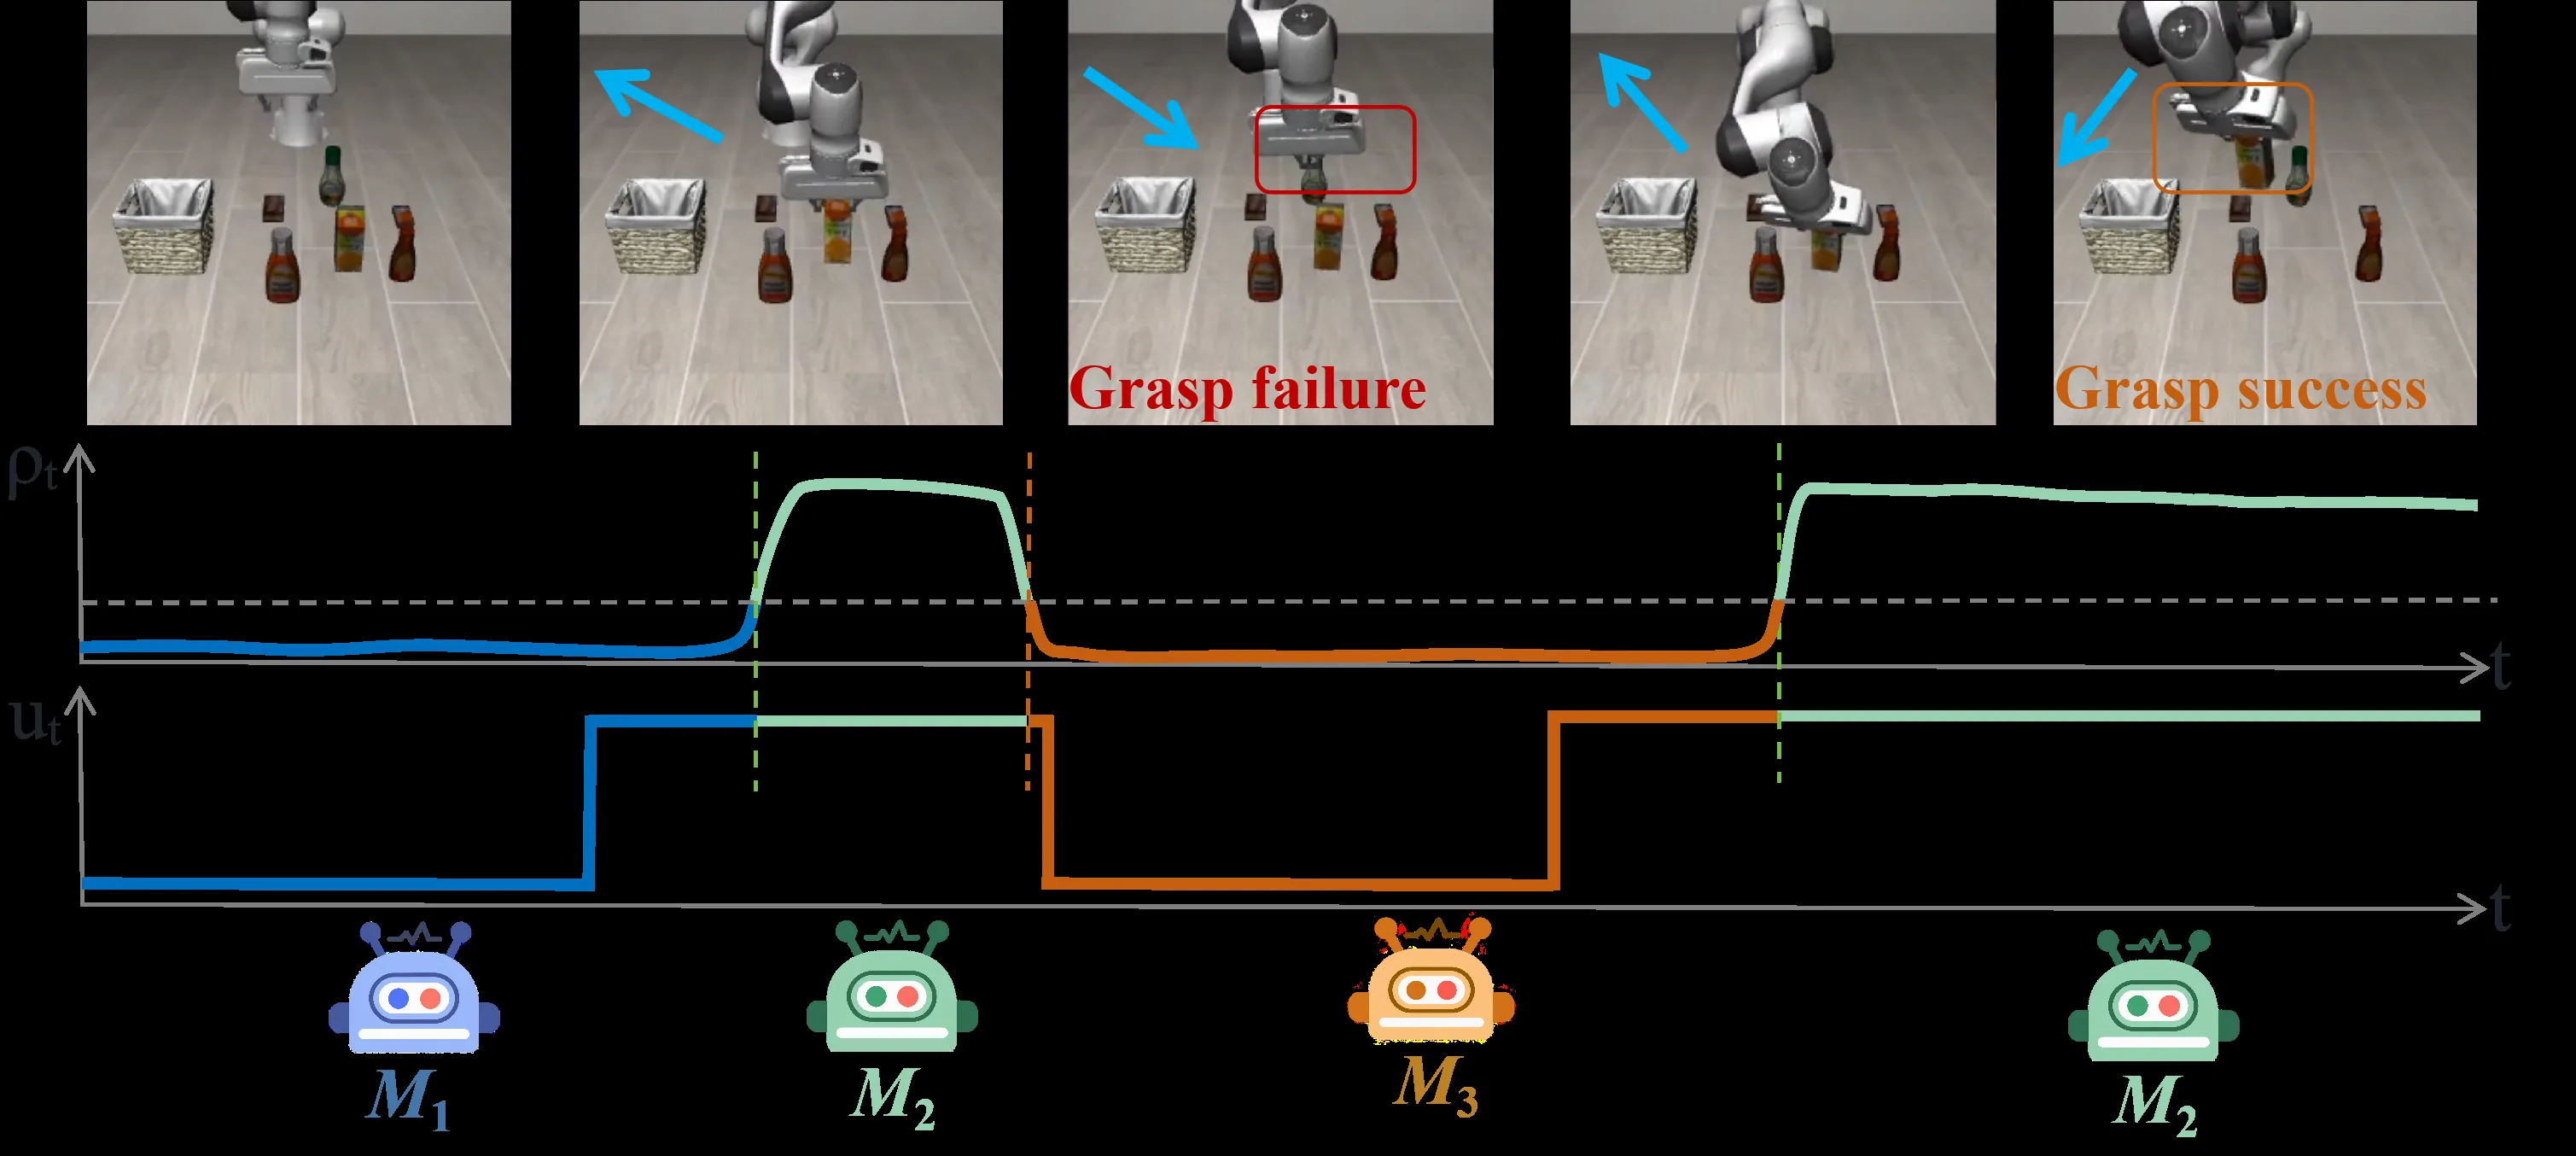 Grasp failure
Grasp success
ρt
t
ut
t
M1
M2
M3
M2